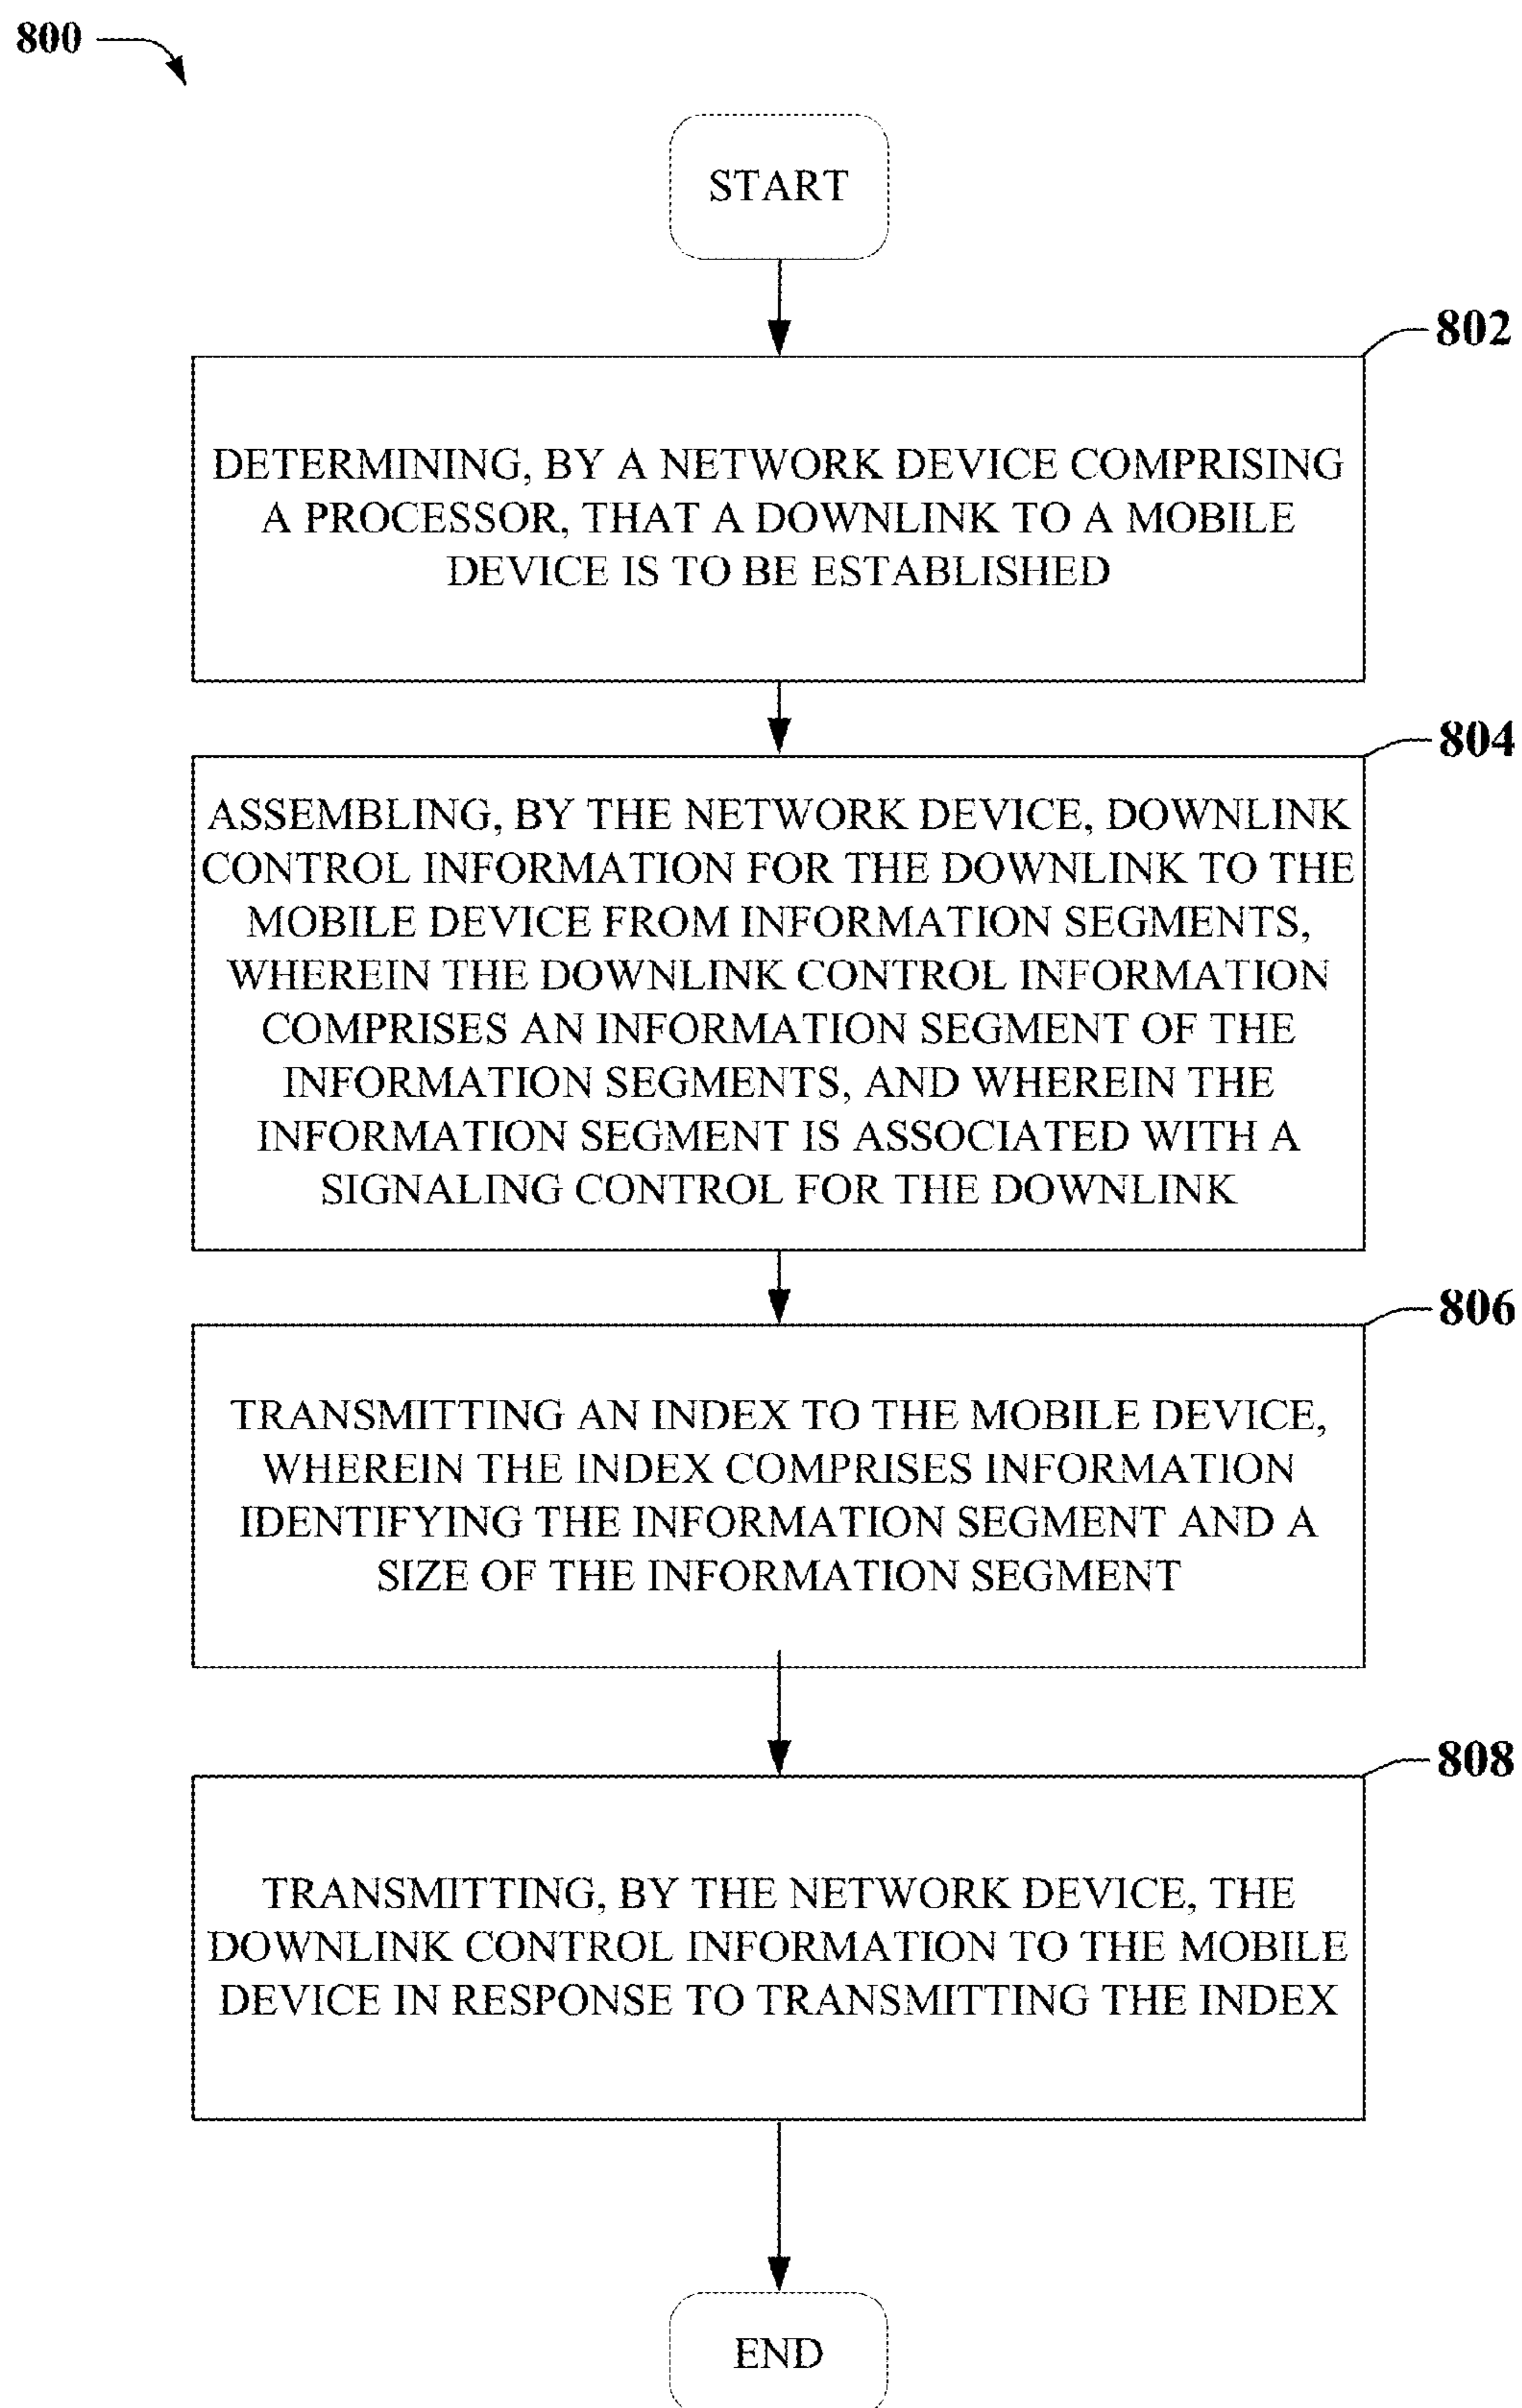 800
START
802
DETERMINING, BY A NETWORK DEVICE COMPRISING
A PROCESSOR, THAT A DOWNLINK TO A MOBILE
DEVICE IS TO BE ESTABLISHED
804
ASSEMBLING, BY THE NETWORK DEVICE, DOWNLINK
CONTROL INFORMATION FOR THE DOWNLINK TO THE
MOBILE DEVICE FROM INFORMATION SEGMENTS,
WHEREIN THE DOWNLINK CONTROL INFORMATION
COMPRISES AN INFORMATION SEGMENT OF THE
INFORMATION SEGMENTS, AND WHEREIN THE
INFORMATION SEGMENT IS ASSOCIATED WITH A
SIGNALING CONTROL FOR THE DOWNLINK
806
TRANSMITTING AN INDEX TO THE MOBILE DEVICE,
WHEREIN THE INDEX COMPRISES INFORMATION
IDENTIFYING THE INFORMATION SEGMENT AND A
SIZE OF THE INFORMATION SEGMENT
808
TRANSMITTING, BY THE NETWORK DEVICE, THE
DOWNLINK CONTROL INFORMATION TO THE MOBILE
DEVICE IN RESPONSE TO TRANSMITTING THE INDEX
END